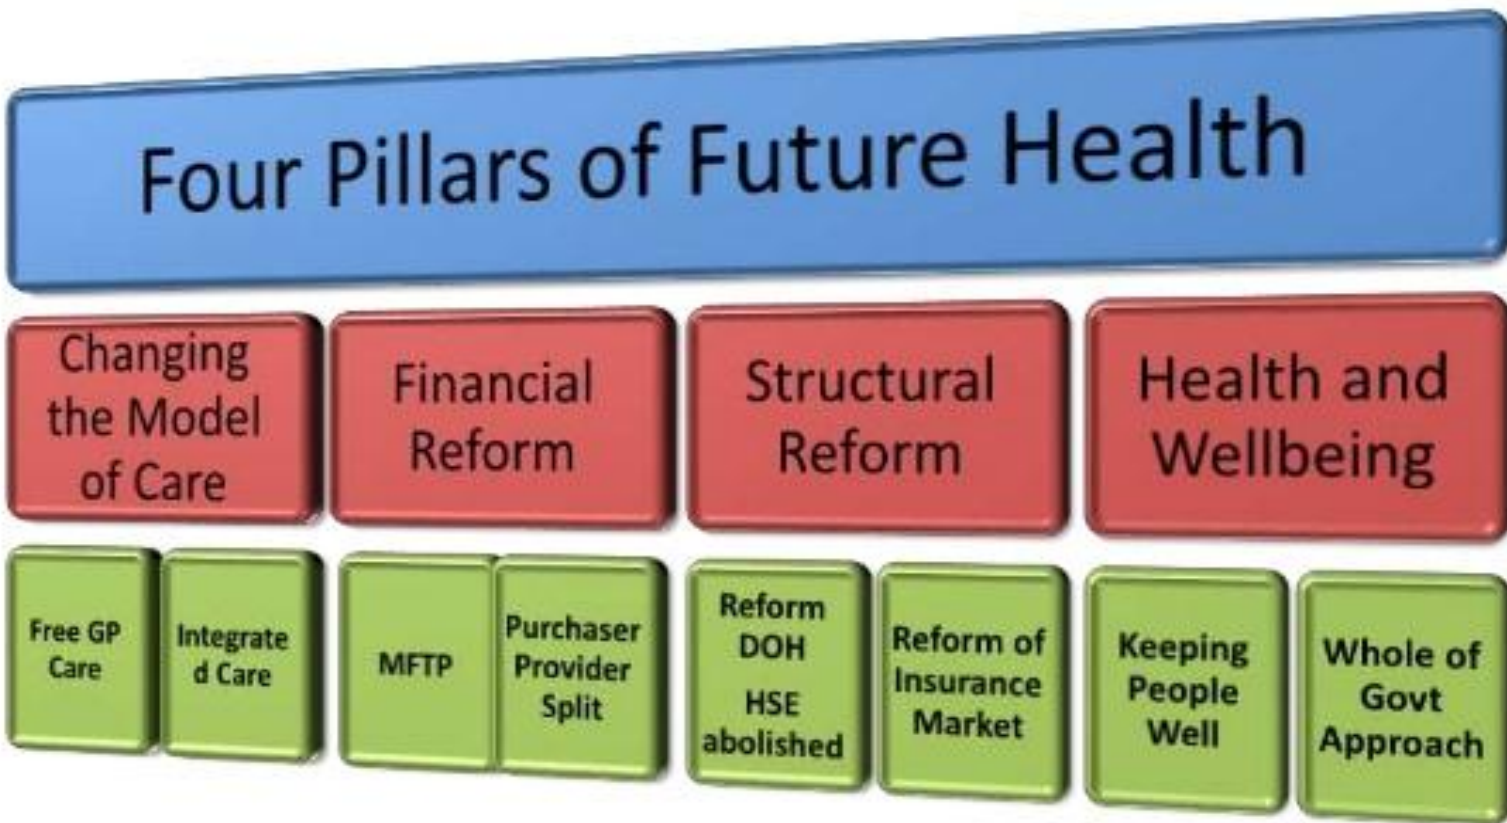 Four Pillars of Future Health
Changing
the Model
of Care
Financial
Reform
Structural
Reform
Health and
Wellbeing
Free GP
Care
Integrate
d Care
MFTP
Purchaser
Provider
Split
Reform
DOH
HSE
abolished
Reform of
Insurance
Market
Keeping
People
Well
Whole of
Govt
Approach